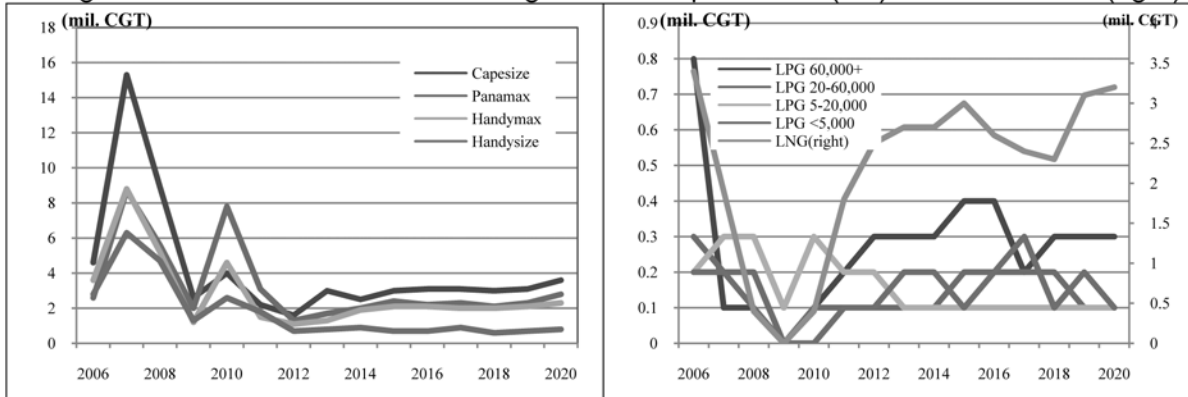 (mil. CGT)
18
16
14
12
10
8
6
4
2
0
Capesize
Panamax
Handymax
Handysize
2006 2008 2010 2012 2014 2016 2018 2020
(mil. CGT)
(mil. CGT)
0.9
0.8
0.7
0.6
0.5
0.4
0.3
0.2
0.1
0
LPG 60,000+
LPG 20-60,000
LPG 5-20,000
LPG <5,000
LNG(right)
3.5
3
2.5
2
1.5
1
0.5
0
2006 2008 2010 2012 2014 2016 2018 2020